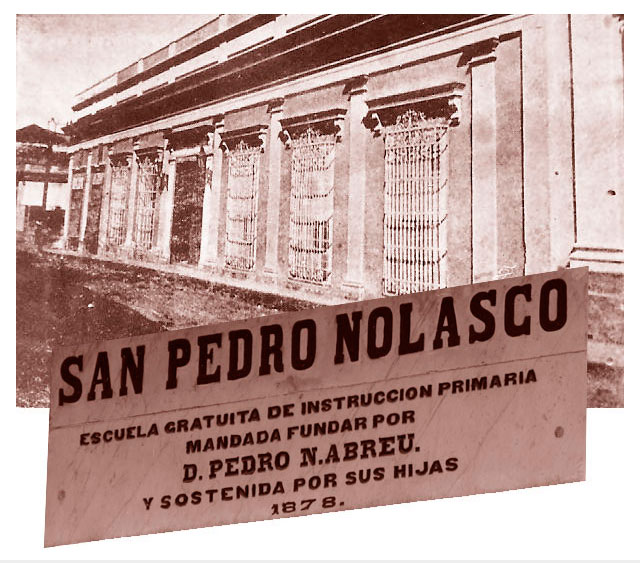 SAN PEDRO NOLASCO
ESCUELA GRATUITA DE INSTRUCCION PRIMARIA
MANDADA FUNDAR POR
D. PEDRO N. ABREU.
Y SOSTENIDA POR SUS HIJAS
1878.